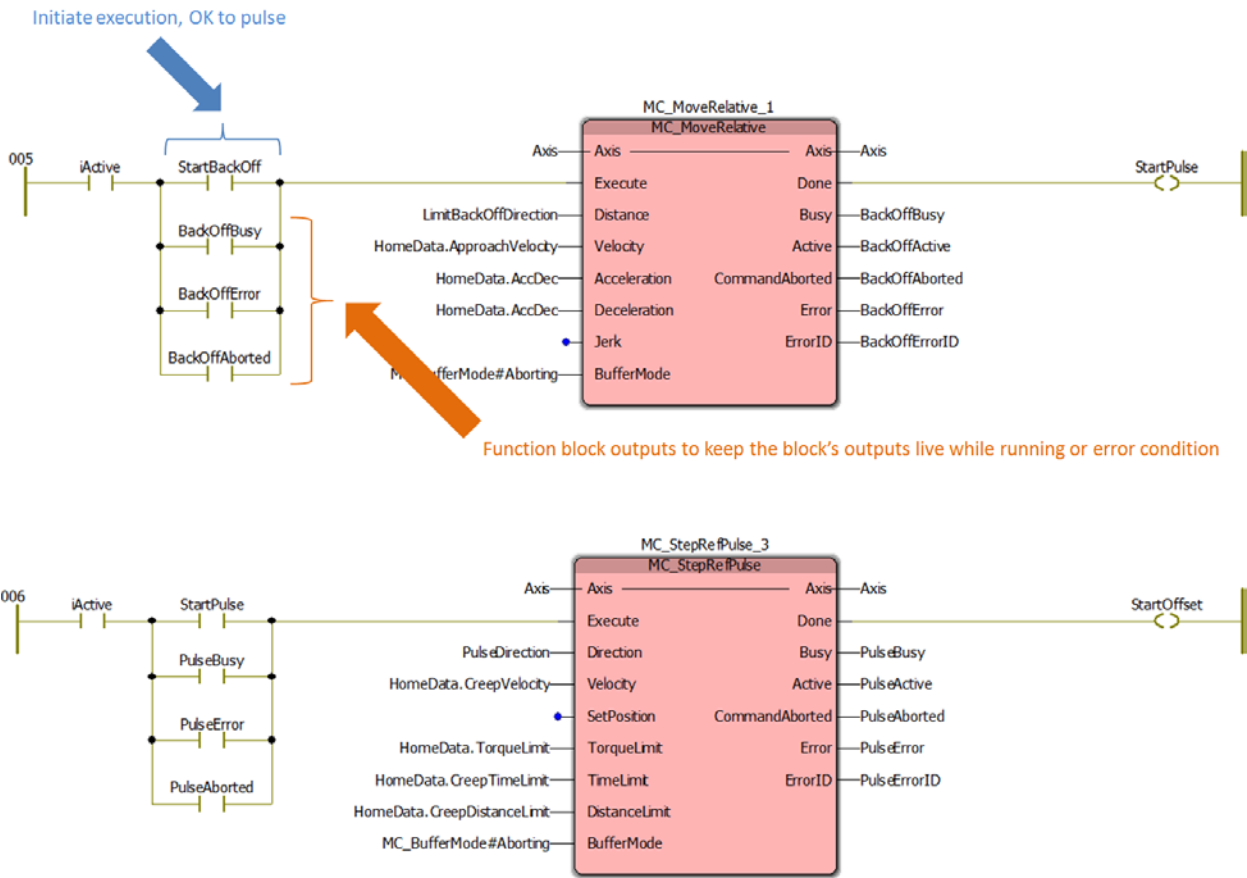 Initiate execution, OK to pulse
MC_MoveRelative_1
MC_MoveRelative
005
iActive
StartBackOff
BackOffBusy
BackOffError
BackOffAborted
Axis
Axis
Axis
Axis
Execute
Done
StartPulse
LimitBackOffDirection
Distance
Busy
BackOffBusy
HomeData.ApproachVelocity
Velocity
Active
BackOffActive
HomeData.AccDec
Acceleration
CommandAborted
BackOffAborted
HomeData.AccDec
Deceleration
Error
BackOffError
Jerk
ErrorID
BackOffErrorID
M fferMode#Aborting
BufferMode
Function block outputs to keep the block's outputs live while running or error condition
MC_StepRefPulse_3
MC_StepRefPulse
006
iActive
StartPulse
PulseBusy
PulseError
PulseAborted
Axis
Axis
Axis
Axis
Execute
Done
StartOffset
PulseDirection
Direction
Busy
PulseBusy
HomeData.CreepVelocity
Velocity
Active
PulseActive
SetPosition
CommandAborted
PulseAborted
HomeData.TorqueLimit
TorqueLimit
Error
PulseError
HomeData.CreepTimeLimit
TimeLimit
ErrorID
PulseErrorID
HomeData.CreepDistanceLimit
DistanceLimit
MC_BufferMode#Aborting
BufferMode